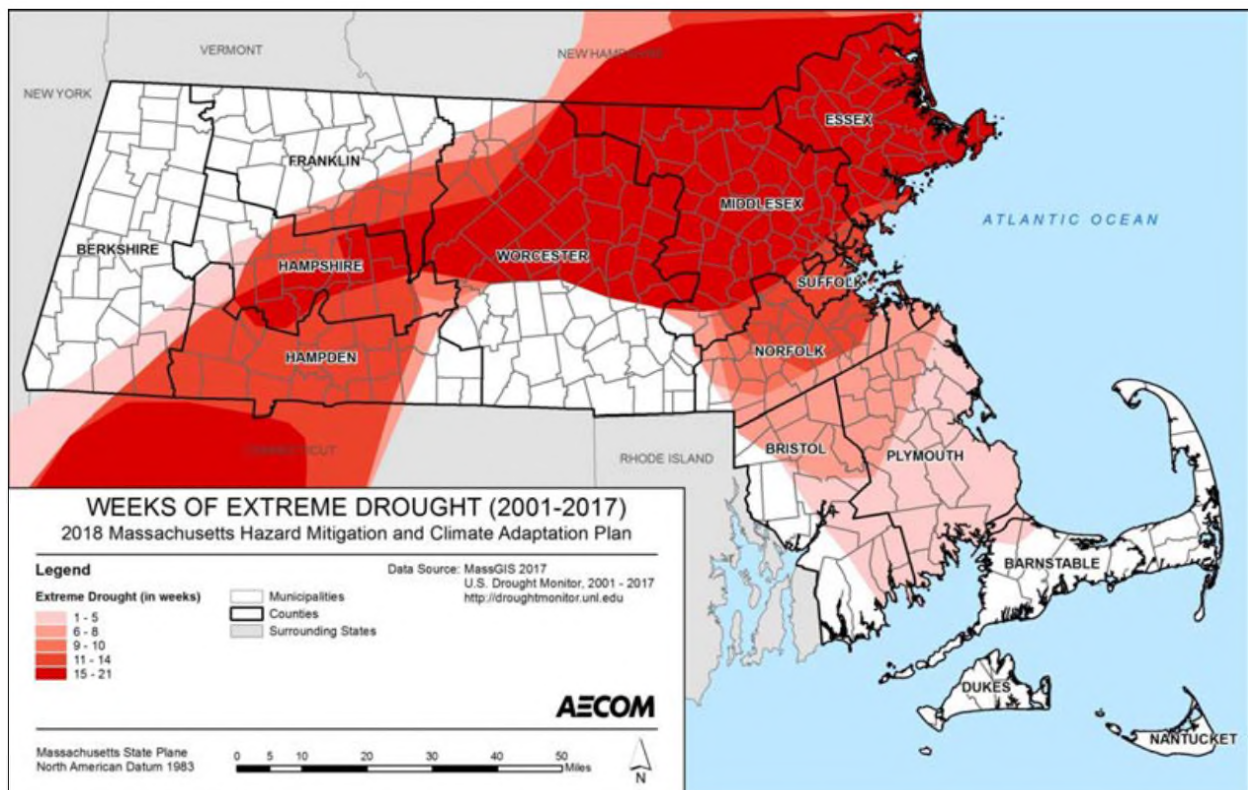 VERMONT
NEW HAMPSHIRE
NEW YORK
ESSEX
FRANKLIN
MIDDLESEX
ATLANTIC OCEAN
BERKSHIRE
WORCESTER
HAMPSHIRE
SUFFOLK
NORFOLK
HAMPDEN
CONNECTICUT
BRISTOL
PLYMOUTH
RHODE ISLAND
BARNSTABLE
DUKES
NANTUCKET
WEEKS OF EXTREME DROUGHT (2001-2017)
2018 Massachusetts Hazard Mitigation and Climate Adaptation Plan
Legend
Extreme Drought (in weeks)
1 - 5
6 - 8
9 - 10
11 - 14
15 - 21
Municipalities
Counties
Surrounding States
Data Source: MassGIS 2017
U.S. Drought Monitor, 2001 - 2017
http://droughtmonitor.unl.edu
AECOM
Massachusetts State Plane
North American Datum 1983
0 5 10 20 30 40 50
Miles
N